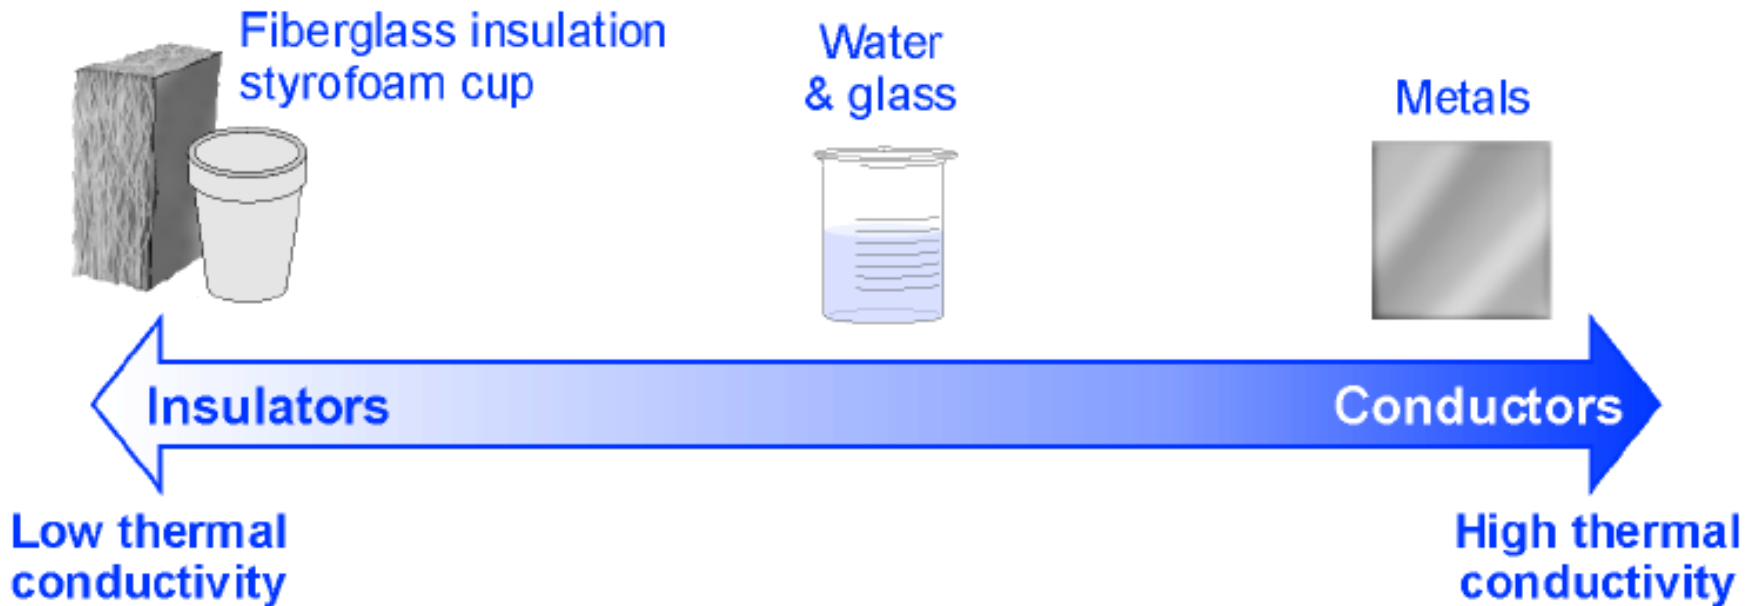 Fiberglass insulation
styrofoam cup
Water
& glass
Metals
Insulators
Conductors
Low thermal
conductivity
High thermal
conductivity